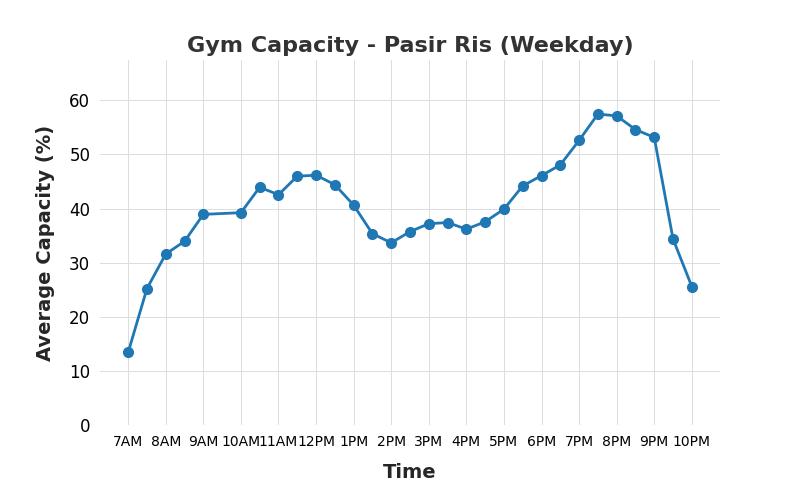 Gym Capacity - Pasir Ris (Weekday)
Average Capacity (%)
60
50
40
30
20
10
0
7AM 8AM 9AM 10AM 11AM 12PM 1PM 2PM 3PM 4PM 5PM 6PM 7PM 8PM 9PM 10PM
Time